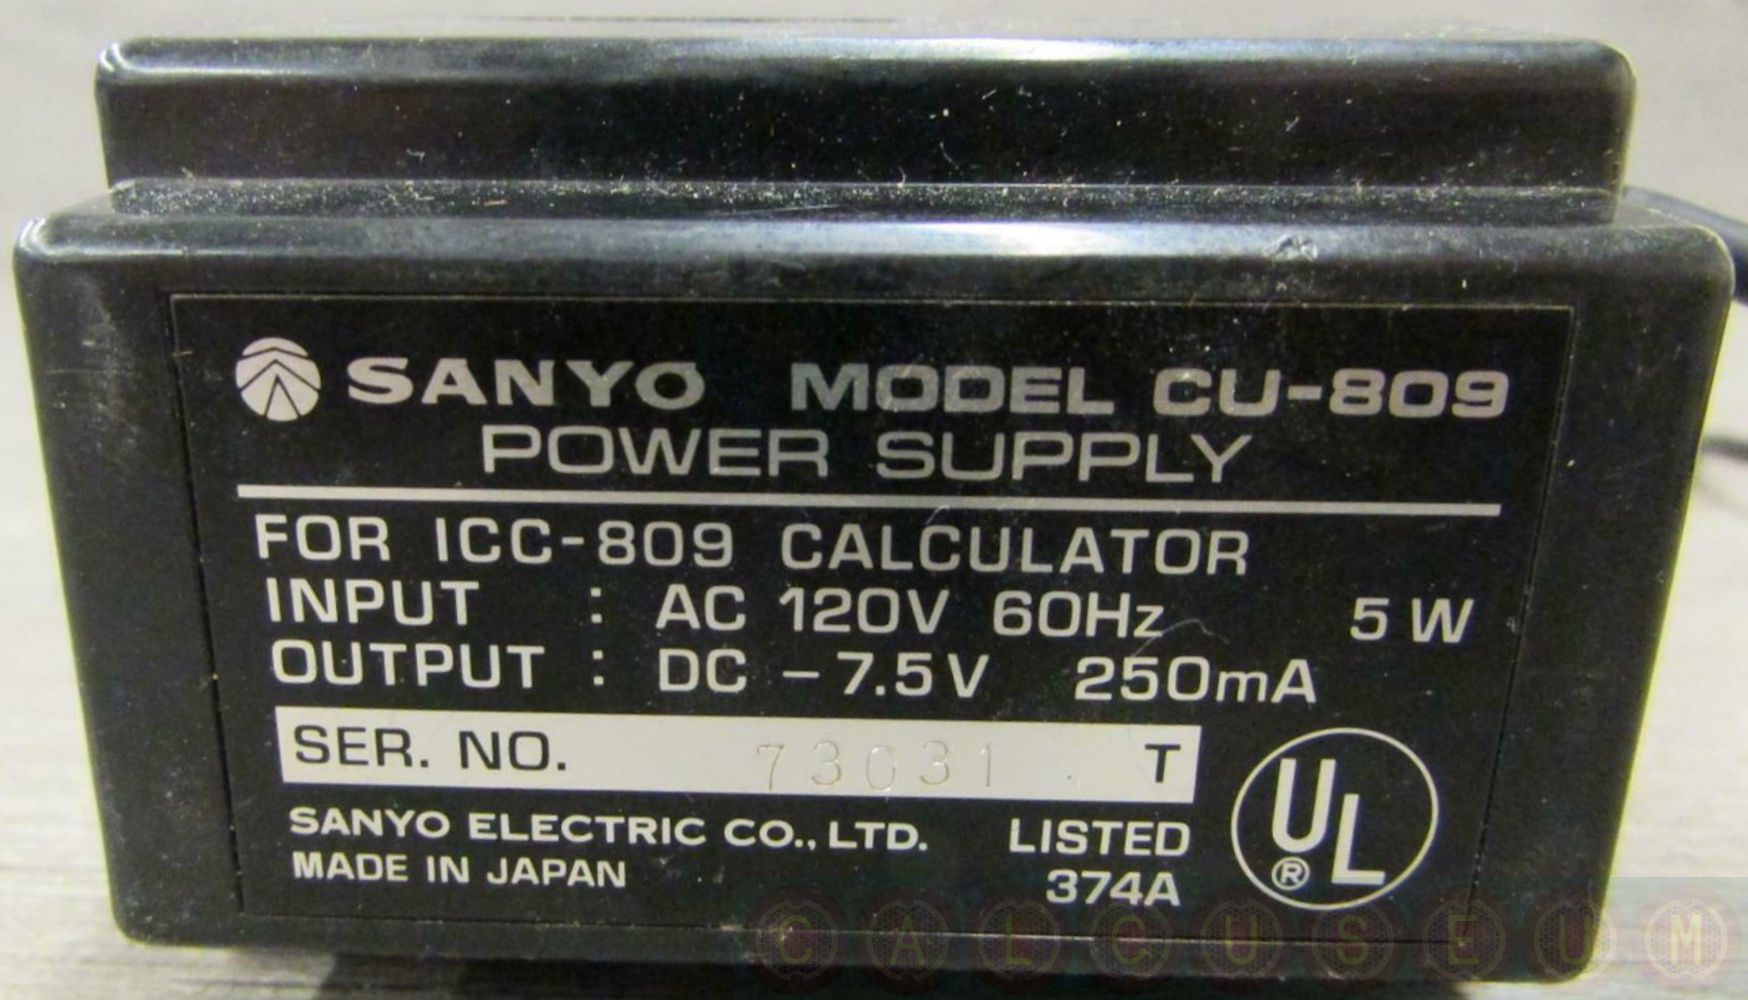 SANYO MODEL CU-809
POWER SUPPLY
FOR ICC-809 CALCULATOR
INPUT : AC 120V 60Hz 5 W
OUTPUT : DC -7.5V 250mA
SER. NO. 73031 T
SANYO ELECTRIC CO., LTD.
MADE IN JAPAN
LISTED
374A
UL
®
CALCUSEUM